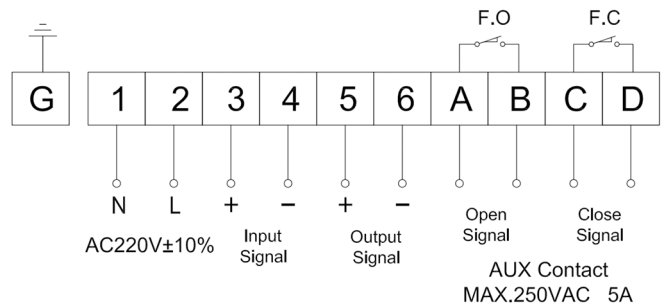 F.O F.C
G 1 2 3 4 5 6 A B C D
N L + − + −
AC220V±10%
Input
Signal
Output
Signal
Open
Signal
Close
Signal
AUX Contact
MAX.250VAC 5A